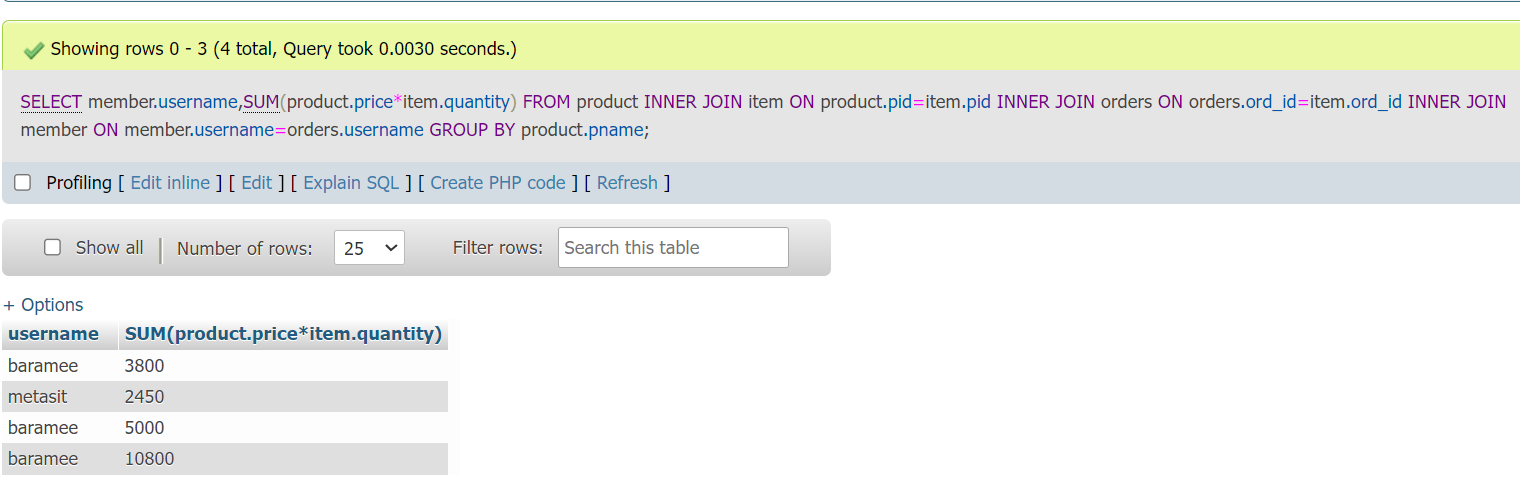 Showing rows 0 - 3 (4 total, Query took 0.0030 seconds.)
SELECT member.username,SUM(product.price*item.quantity) FROM product INNER JOIN item ON product.pid=item.pid INNER JOIN orders ON orders.ord_id=item.ord_id INNER JOIN
member ON member.username=orders.username GROUP BY product.pname;
Profiling [ Edit inline ] [ Edit ] [ Explain SQL ] [ Create PHP code ] [ Refresh ]
Show all | Number of rows: 25 Filter rows: Search this table
+ Options
username SUM(product.price*item.quantity)
baramee 3800
metasit 2450
baramee 5000
baramee 10800